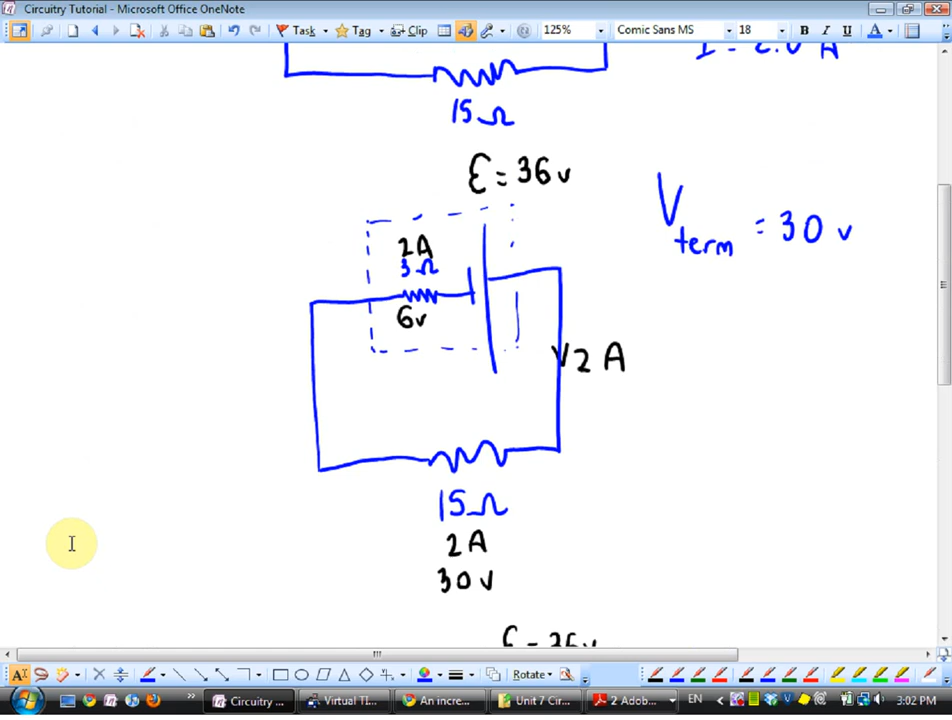 Circuitry Tutorial - Microsoft Office OneNote
Task
Tag
Clip
125%
Comic Sans MS
18
B I U A
15 Ω
ε = 36 v
V term = 30 v
2A
3 Ω
6v
2 A
15 Ω
2 A
30 v
Rotate
Circuitry ...
Virtual TI...
An incre...
Unit 7 Cir...
2 Adob...
EN
3:02 PM